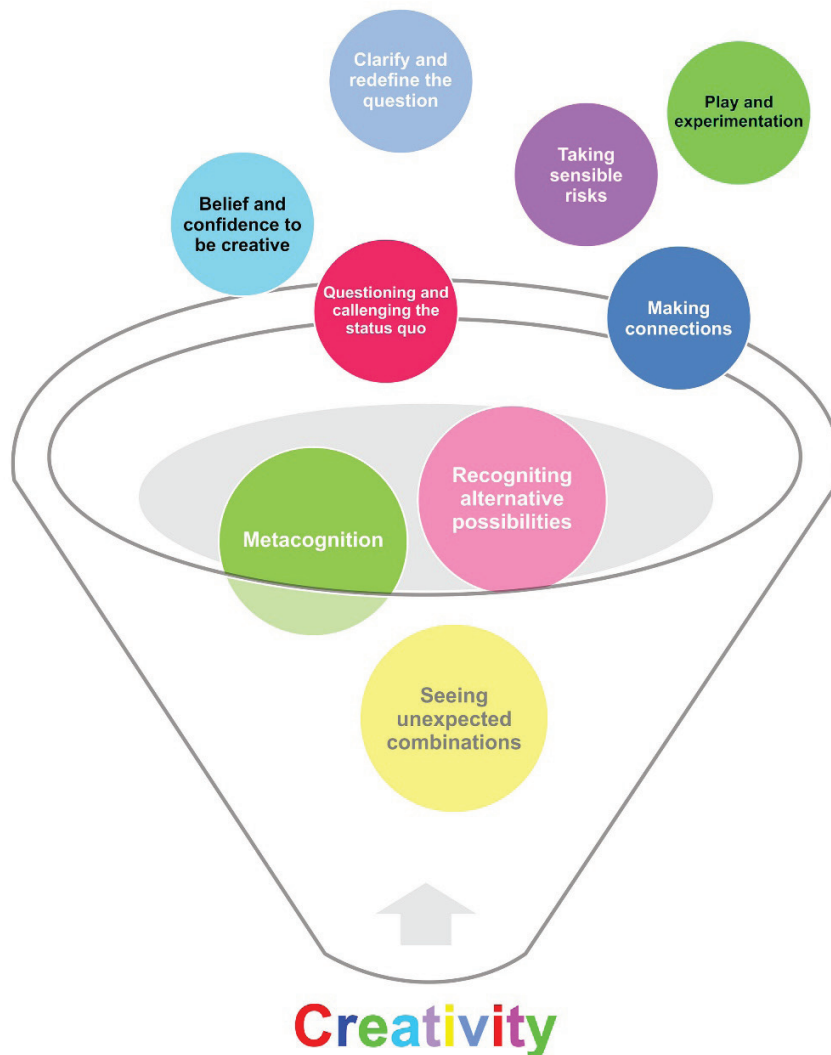 Clarify and
redefine the
question
Play and
experimentation
Taking
sensible
risks
Belief and
confidence to
be creative
Questioning and
callenging the
status quo
Making
connections
Recogniting
alternative
possibilities
Metacognition
Seeing
unexpected
combinations
Creativity